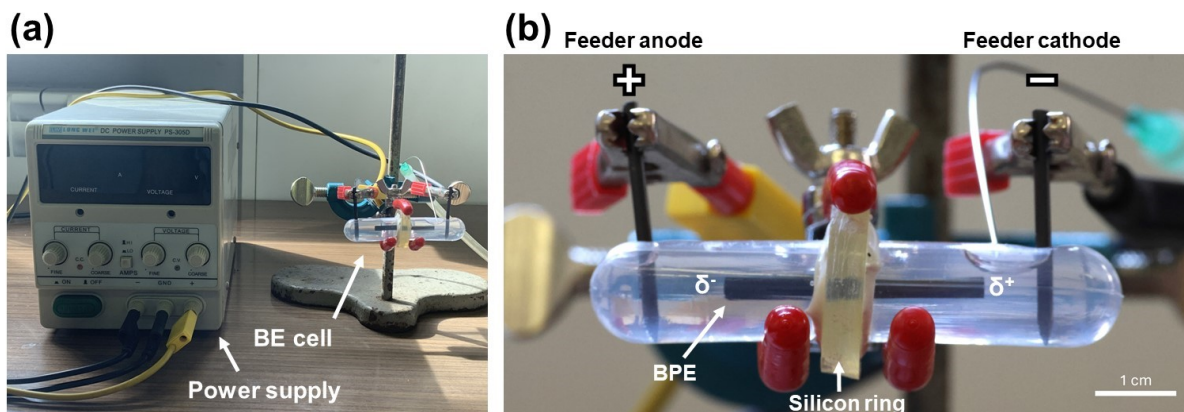 (a)
DC POWER SUPPLY PS-305D
A
V
CURRENT
VOLTAGE
CURRENT
VOLTAGE
C.C
C.V
FINE
COARSE
AMPS
FINE
COARSE
ON
OFF
−
GND
+
BE cell
Power supply
(b)
Feeder anode
Feeder cathode
+
−
δ-
δ+
BPE
Silicon ring
1 cm